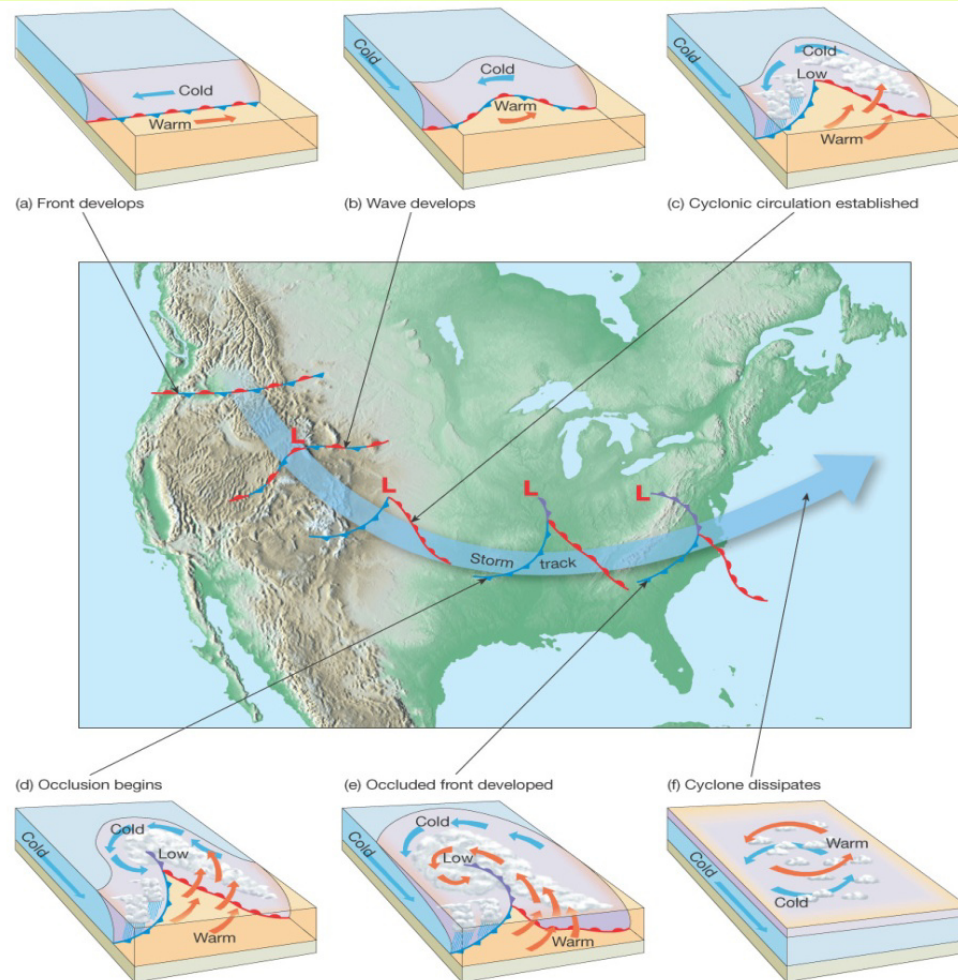 Cold
Cold
Warm
(a) Front develops
Cold
Cold
Warm
(b) Wave develops
Cold
Cold
Low
Warm
(c) Cyclonic circulation established
L
L
L
L
Storm track
(d) Occlusion begins
Cold
Cold
Low
Warm
(e) Occluded front developed
Cold
Cold
Low
Warm
(f) Cyclone dissipates
Cold
Warm
Cold